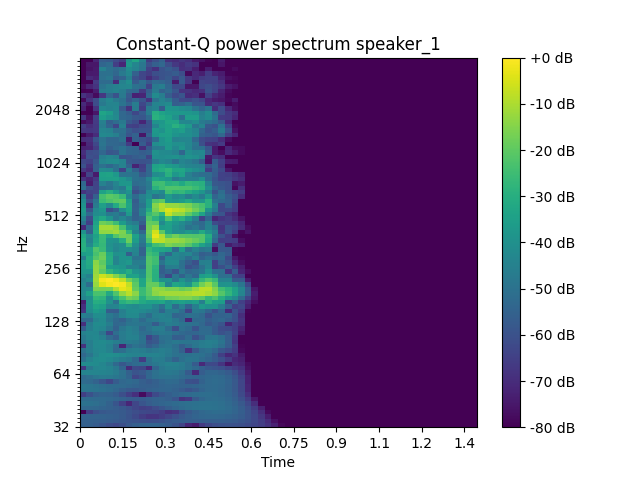 Constant-Q power spectrum speaker_1
Hz
2048
1024
512
256
128
64
32
0 0.15 0.3 0.45 0.6 0.75 0.9 1.1 1.2 1.4
Time
+0 dB
-10 dB
-20 dB
-30 dB
-40 dB
-50 dB
-60 dB
-70 dB
-80 dB